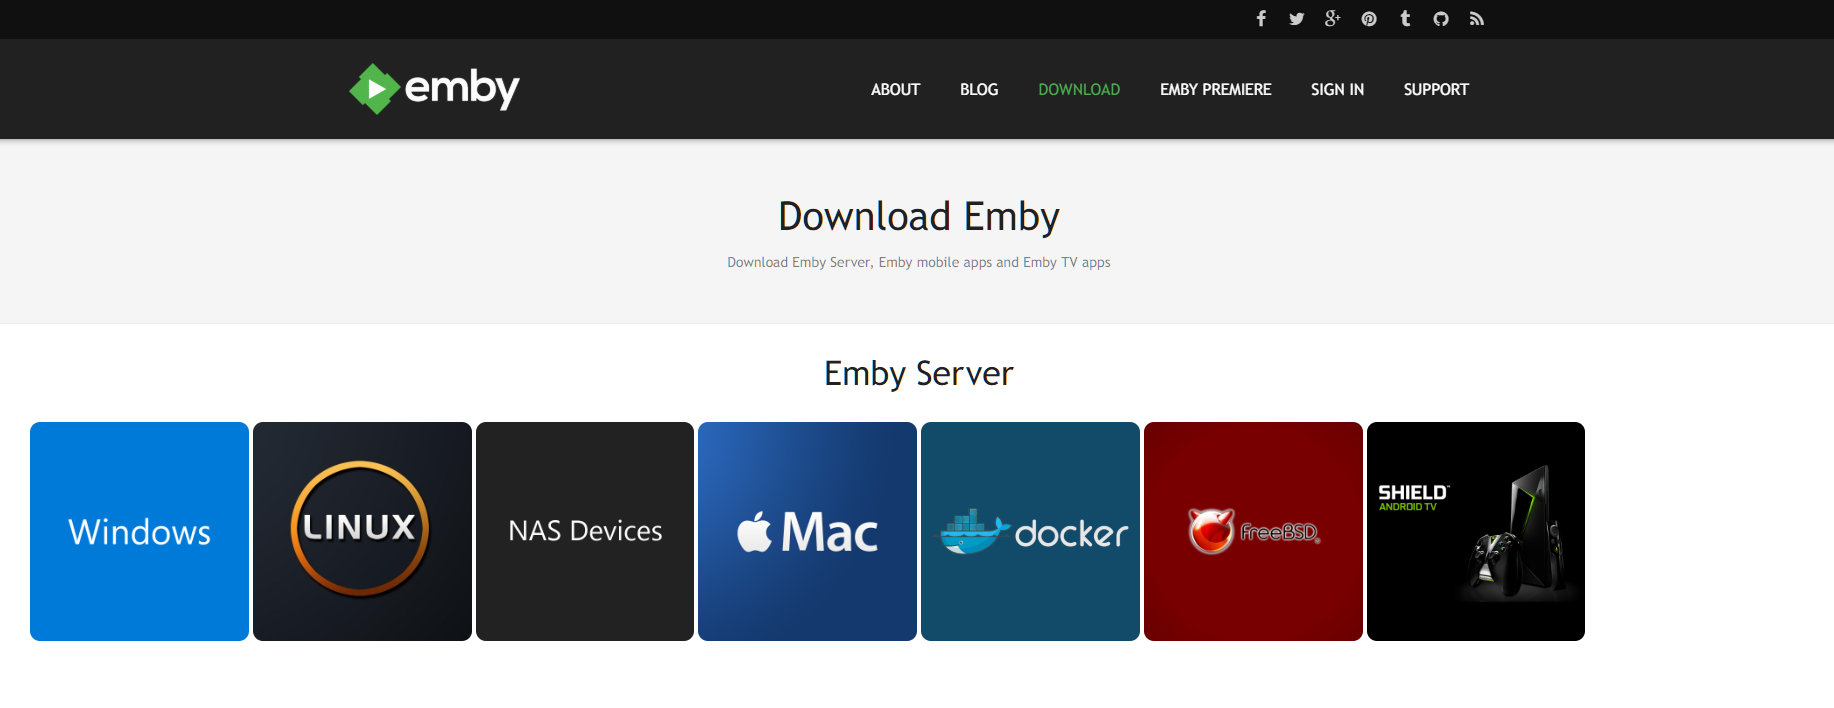 emby
ABOUT BLOG DOWNLOAD EMBY PREMIERE SIGN IN SUPPORT
Download Emby
Download Emby Server, Emby mobile apps and Emby TV apps
Emby Server
Windows
LINUX
NAS Devices
Mac
docker
freeBSD
SHIELD™
ANDROID TV